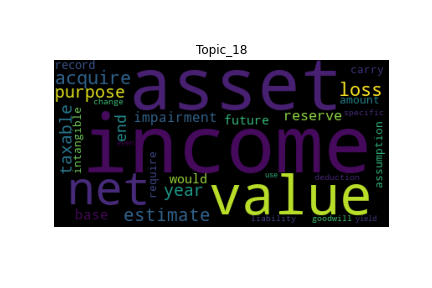 Topic_18
record
carry
acquire
asset
loss
purpose
amount
change
specific
taxable
intangible
end
impairment
future
reserve
assumption
income
net
require
year
would
value
use
deduction
base
estimate
liability
goodwill
yield